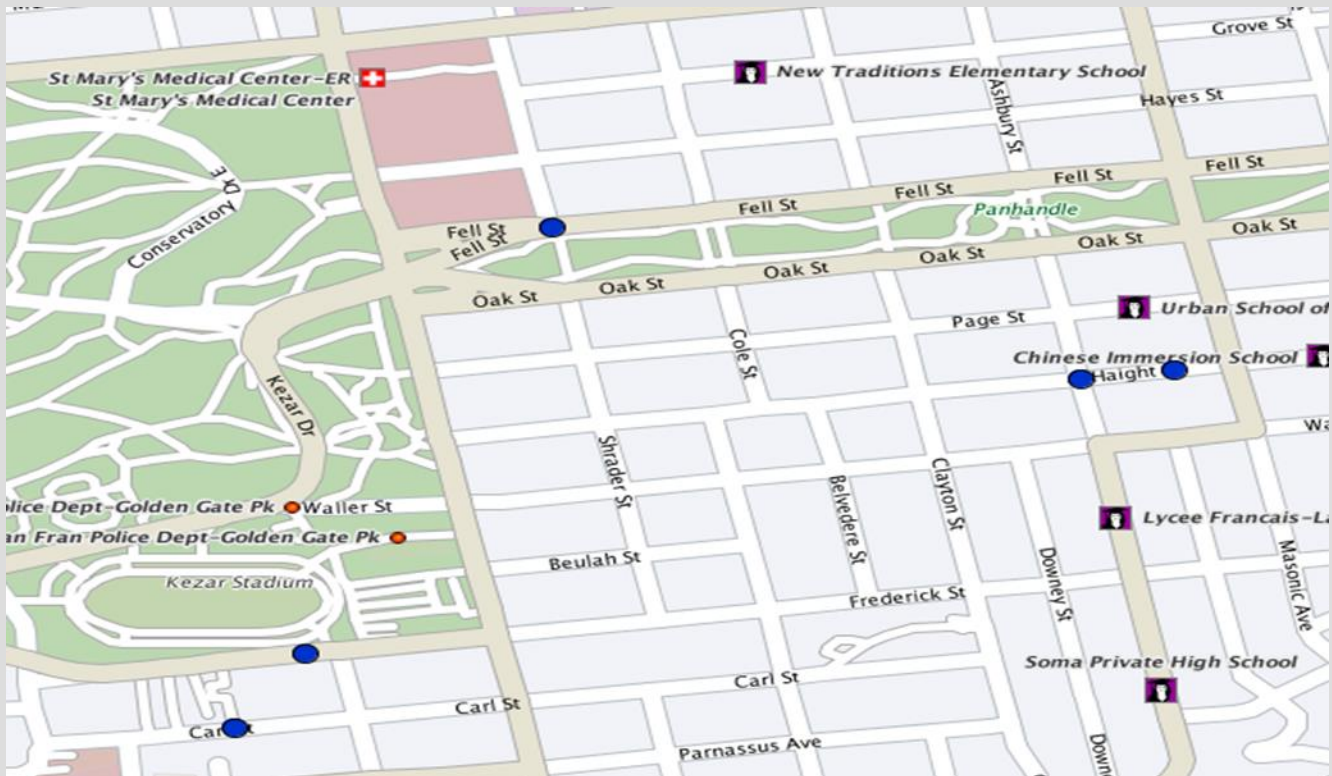 Grove St
St Mary's Medical Center-ER
New Traditions Elementary School
St Mary's Medical Center
Hayes St
Ashbury St
Fell St
Fell St
Fell St
Fell St
Fell St
Fell St
Conservatory Dr E
Panhandle
Oak St
Oak St
Oak St
Oak St
Oak St
Oak St
Urban School of
Page St
Cole St
Chinese Immersion School
Haight
Kezar Dr
Shrader St
Belvedere St
Clayton St
lice Dept-Golden Gate Pk
Waller St
an Fran Police Dept-Golden Gate Pk
Lycee Francais-La
Beulah St
Kezar Stadium
Downey St
Masonic Ave
Frederick St
Soma Private High School
Carl St
Carl St
Parnassus Ave